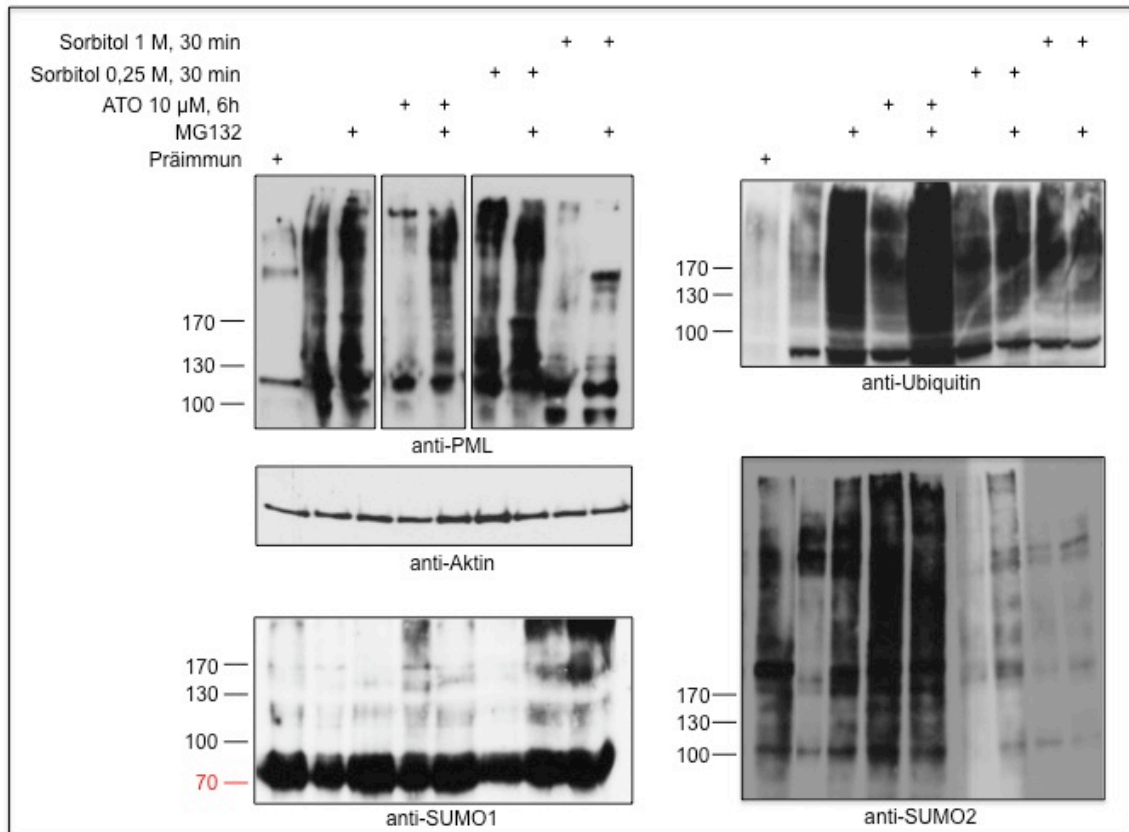 Sorbitol 1 M, 30 min + + + +
Sorbitol 0,25 M, 30 min + + + +
ATO 10 µM, 6h + + + +
MG132 + + + + + + + +
Präimmun + +
170
130
100
anti-PML
170
130
100
anti-Ubiquitin
anti-Aktin
170
130
100
70
anti-SUMO1
170
130
100
anti-SUMO2